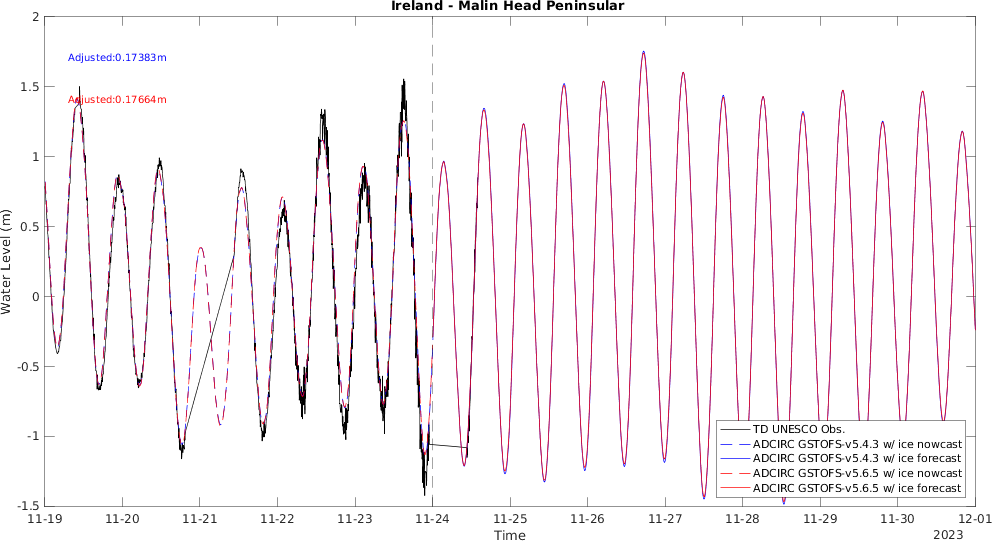 Ireland - Malin Head Peninsular
2
1.5
1
0.5
0
-0.5
-1
-1.5
Water Level (m)
Adjusted:0.17383m
Adjusted:0.17664m
TD UNESCO Obs.
ADCIRC GSTOFS-v5.4.3 w/ ice nowcast
ADCIRC GSTOFS-v5.4.3 w/ ice forecast
ADCIRC GSTOFS-v5.6.5 w/ ice nowcast
ADCIRC GSTOFS-v5.6.5 w/ ice forecast
11-19 11-20 11-21 11-22 11-23 11-24 11-25 11-26 11-27 11-28 11-29 11-30 12-01
Time
2023